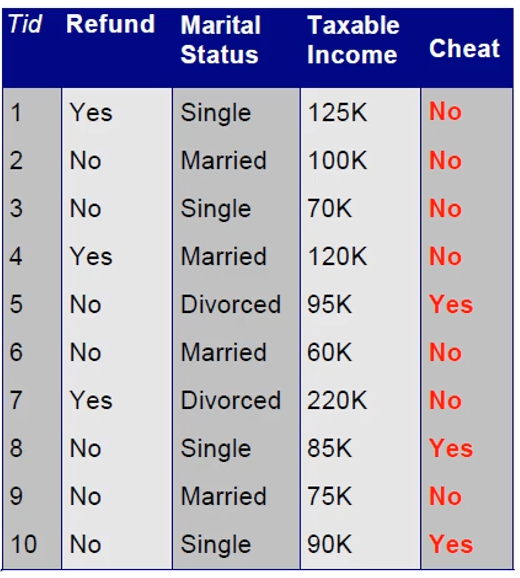 Tid Refund Marital Status Taxable Income Cheat
1 Yes Single 125K No
2 No Married 100K No
3 No Single 70K No
4 Yes Married 120K No
5 No Divorced 95K Yes
6 No Married 60K No
7 Yes Divorced 220K No
8 No Single 85K Yes
9 No Married 75K No
10 No Single 90K Yes